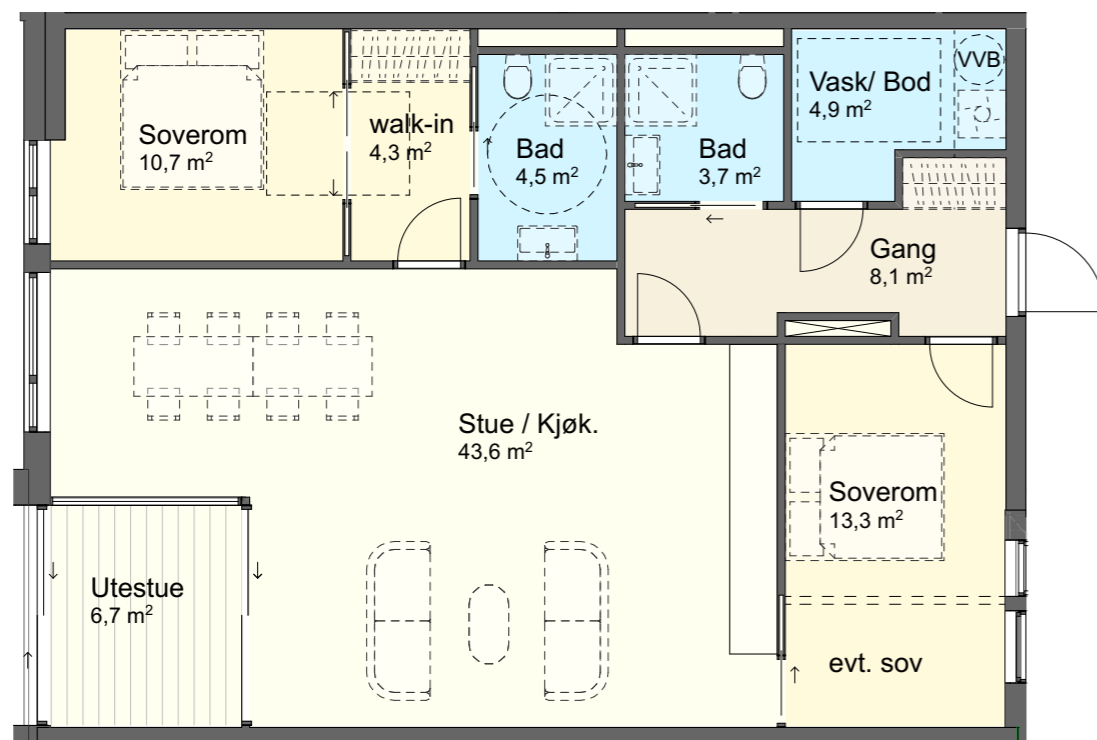 Soverom
10,7 m²
walk-in
4,3 m²
Bad
4,5 m²
Bad
3,7 m²
Vask/ Bod
4,9 m²
VVB
Gang
8,1 m²
Stue / Kjøk.
43,6 m²
Soverom
13,3 m²
Utestue
6,7 m²
evt. sov